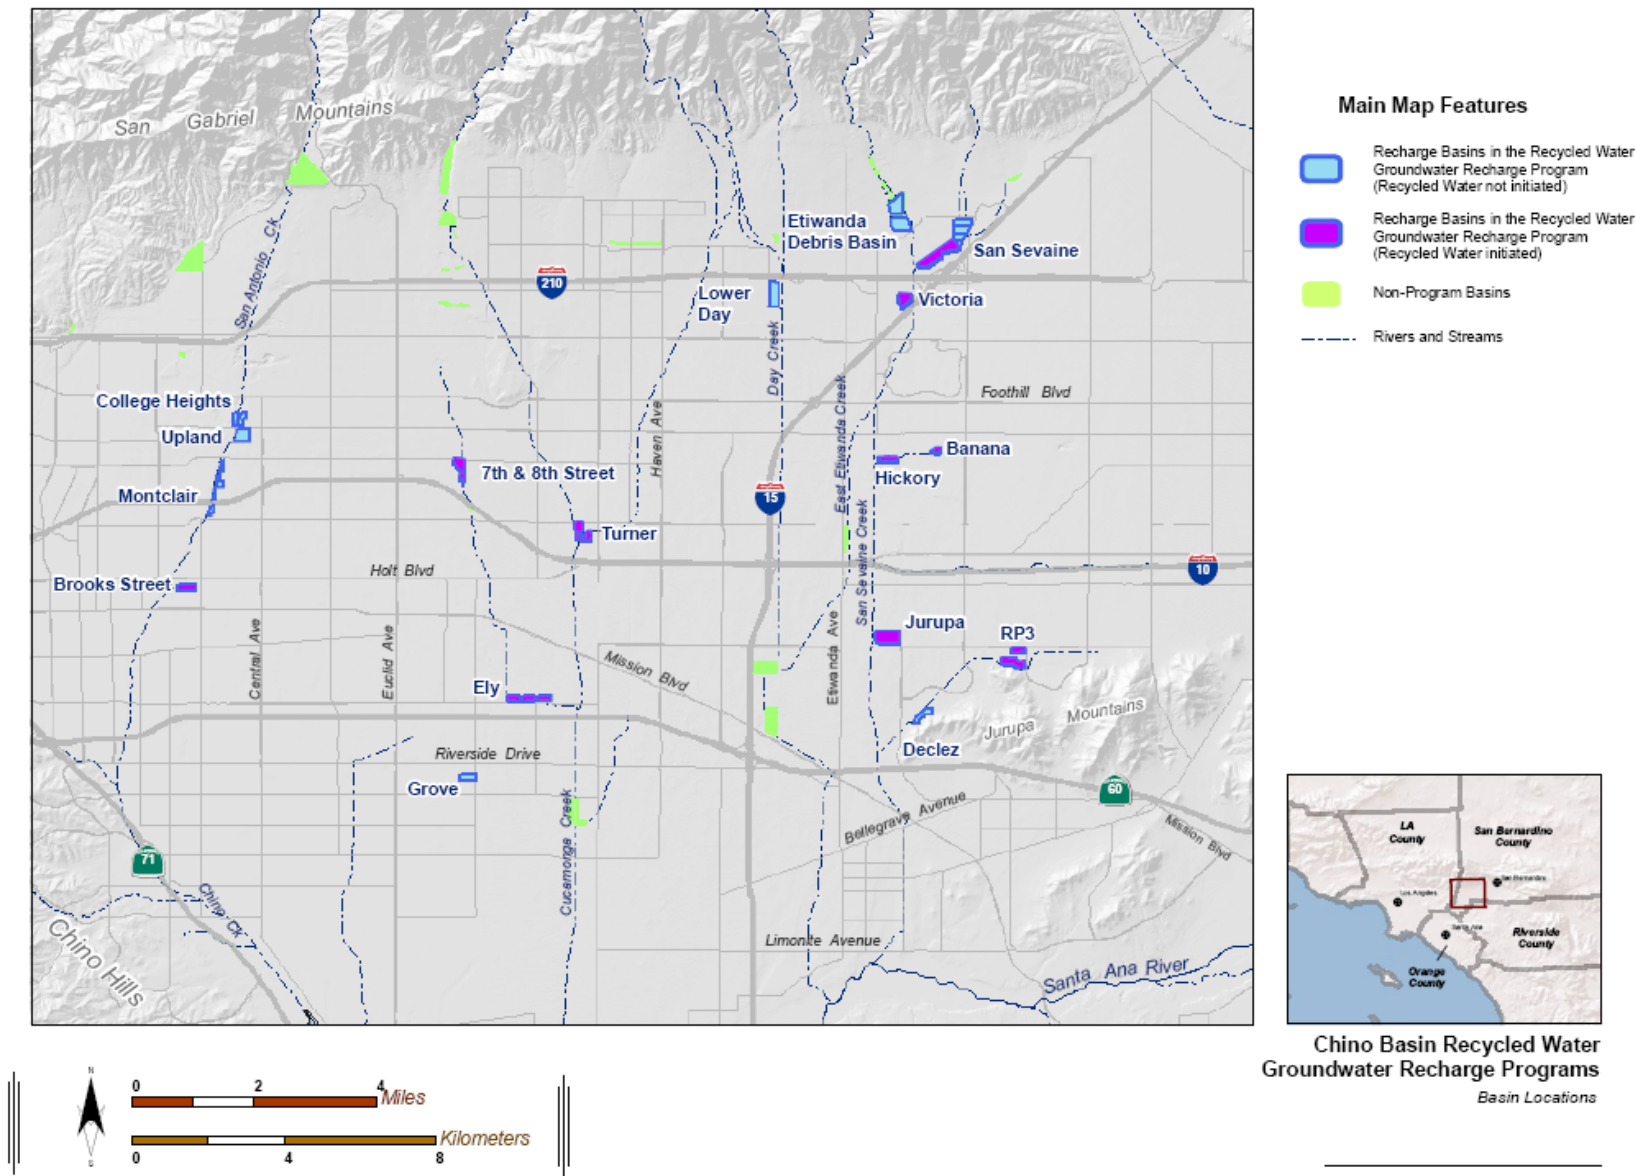 San Gabriel Mountains
San Antonio Ck
210
Etiwanda
Debris Basin
San Sevaine
Lower
Day
Victoria
Day Creek
College Heights
Upland
Montclair
7th & 8th Street
Haven Ave
Foothill Blvd
East Etiwanda Creek
Banana
Hickory
15
San Sevaine Creek
Turner
Brooks Street
Holt Blvd
10
Central Ave
Euclid Ave
Mission Blvd
Etiwanda Ave
Jurupa
RP3
Ely
Jurupa Mountains
Declez
Riverside Drive
Grove
Cucamonga Creek
Bellegrave Avenue
60
Mission Blvd
71
Chino Ck
Chino Hills
Limonite Avenue
Santa Ana River
Main Map Features
Recharge Basins in the Recycled Water
Groundwater Recharge Program
(Recycled Water not initiated)
Recharge Basins in the Recycled Water
Groundwater Recharge Program
(Recycled Water initiated)
Non-Program Basins
Rivers and Streams
LA
County
San Bernardino
County
San Bernardino
Los Angeles
Santa Ana
Riverside
County
Orange
County
Chino Basin Recycled Water
Groundwater Recharge Programs
Basin Locations
N
S
0 2 4 Miles
Kilometers
0 4 8